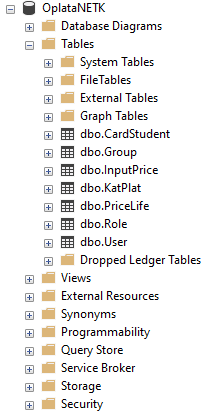 OplataNETK
Database Diagrams
Tables
System Tables
FileTables
External Tables
Graph Tables
dbo.CardStudent
dbo.Group
dbo.InputPrice
dbo.KatPlat
dbo.PriceLife
dbo.Role
dbo.User
Dropped Ledger Tables
Views
External Resources
Synonyms
Programmability
Query Store
Service Broker
Storage
Security